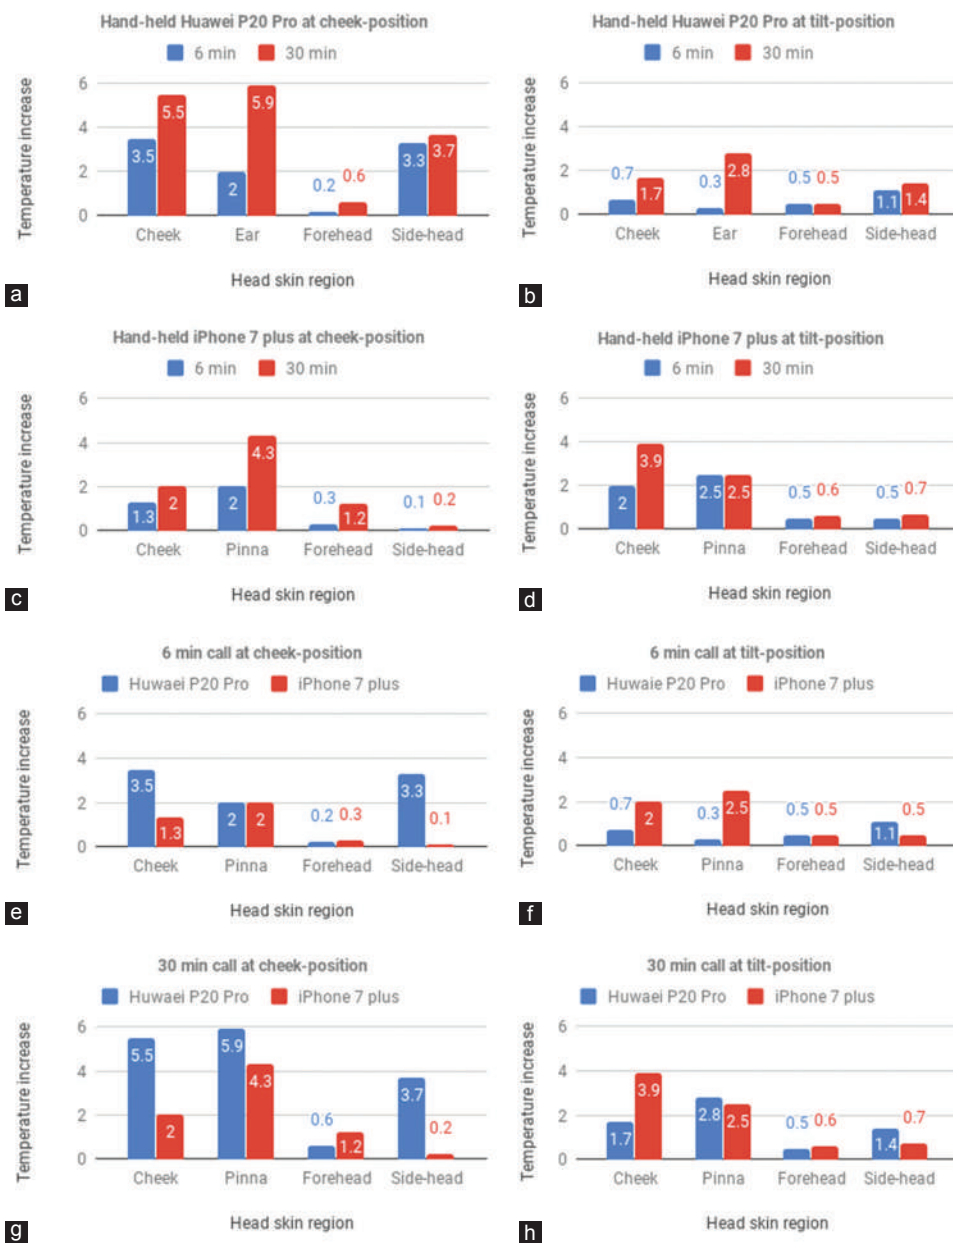 Hand-held Huawei P20 Pro at cheek-position
6 min 30 min
Temperature increase
6
4
2
0
3.5 5.5 2 5.9 0.2 0.6 3.3 3.7
Cheek Ear Forehead Side-head
Head skin region
a
Hand-held Huawei P20 Pro at tilt-position
6 min 30 min
Temperature increase
6
4
2
0
0.7 1.7 0.3 2.8 0.5 0.5 1.1 1.4
Cheek Ear Forehead Side-head
Head skin region
b
Hand-held iPhone 7 plus at cheek-position
6 min 30 min
Temperature increase
6
4
2
0
1.3 2 2 4.3 0.3 1.2 0.1 0.2
Cheek Pinna Forehead Side-head
Head skin region
c
Hand-held iPhone 7 plus at tilt-position
6 min 30 min
Temperature increase
6
4
2
0
2 3.9 2.5 2.5 0.5 0.6 0.5 0.7
Cheek Pinna Forehead Side-head
Head skin region
d
6 min call at cheek-position
Huwaei P20 Pro iPhone 7 plus
Temperature increase
6
4
2
0
3.5 1.3 2 2 0.2 0.3 3.3 0.1
Cheek Pinna Forehead Side-head
Head skin region
e
6 min call at tilt-position
Huwaie P20 Pro iPhone 7 plus
Temperature increase
6
4
2
0
0.7 2 0.3 2.5 0.5 0.5 1.1 0.5
Cheek Pinna Forehead Side-head
Head skin region
f
30 min call at cheek-position
Huwaei P20 Pro iPhone 7 plus
Temperature increase
6
4
2
0
5.5 2 5.9 4.3 0.6 1.2 3.7 0.2
Cheek Pinna Forehead Side-head
Head skin region
g
30 min call at tilt-position
Huwaei P20 Pro iPhone 7 plus
Temperature increase
6
4
2
0
1.7 3.9 2.8 2.5 0.5 0.6 1.4 0.7
Cheek Pinna Forehead Side-head
Head skin region
h